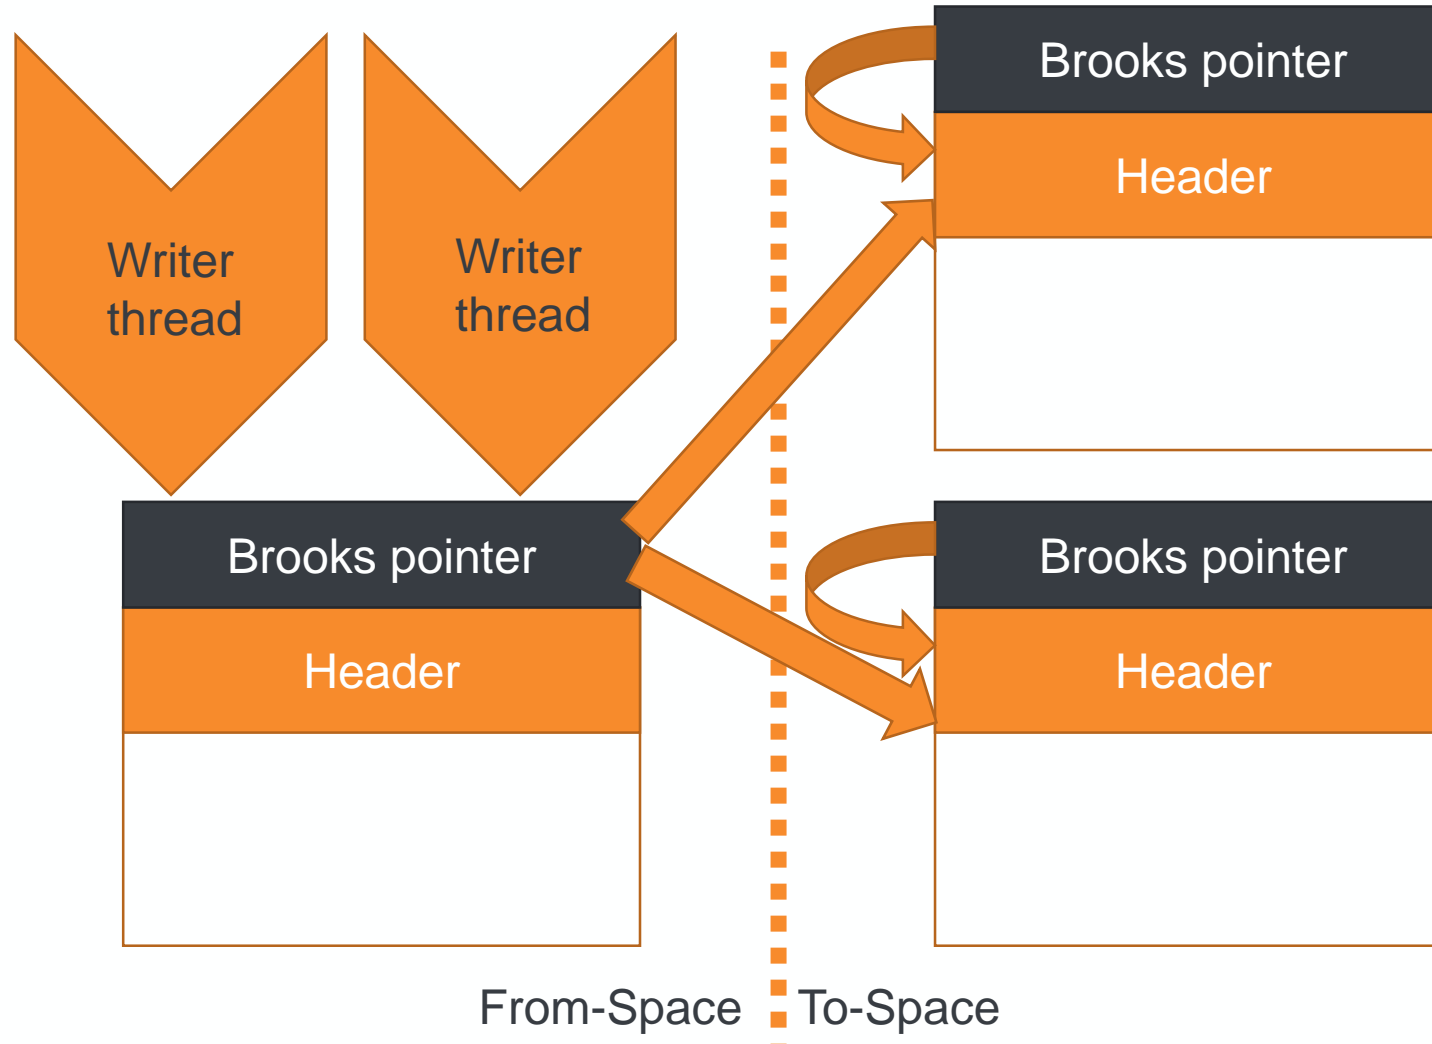 Brooks pointer
Header
Writer
thread
Writer
thread
Brooks pointer
Header
Brooks pointer
Header
From-Space
To-Space